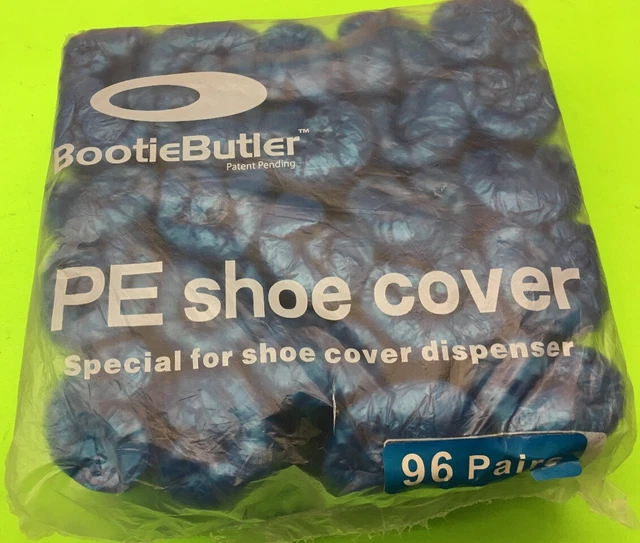 BootieButler™
Patent Pending
PE shoe cover
Special for shoe cover dispenser
96 Pairs